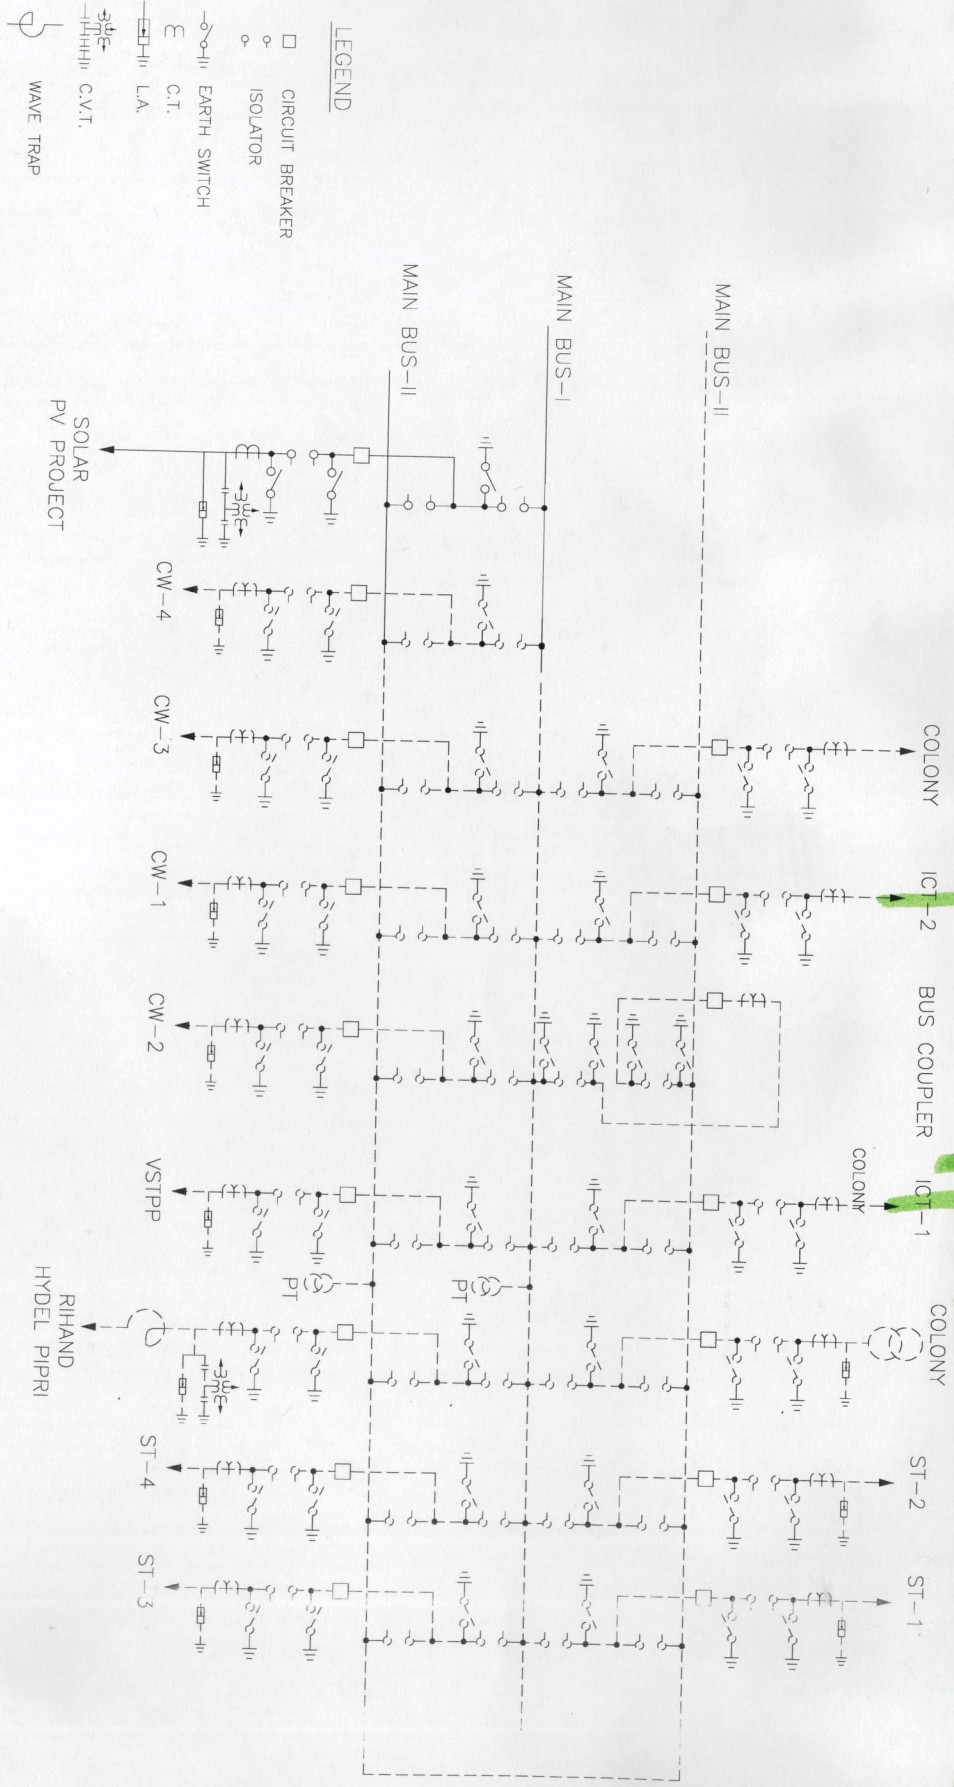 LEGEND
CIRCUIT BREAKER
ISOLATOR
EARTH SWITCH
C.T.
L.A.
C.V.T.
WAVE TRAP
COLONY
ICT-2
BUS COUPLER
COLONY
ICT-1
COLONY
ST-2
ST-1
MAIN BUS-II
MAIN BUS-I
MAIN BUS-II
PT
PT
SOLAR
PV PROJECT
CW-4
CW-3
CW-1
CW-2
VSTPP
RIHAND
HYDEL PIPRI
ST-4
ST-3